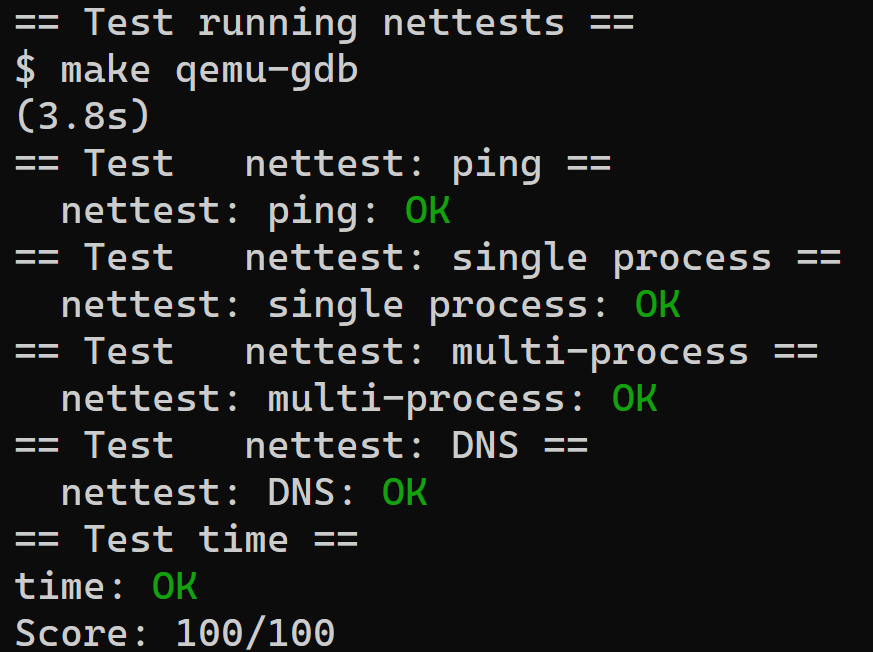 == Test running nettests ==
$ make qemu-gdb
(3.8s)
== Test   nettest: ping ==
  nettest: ping: OK
== Test   nettest: single process ==
  nettest: single process: OK
== Test   nettest: multi-process ==
  nettest: multi-process: OK
== Test   nettest: DNS ==
  nettest: DNS: OK
== Test time ==
time: OK
Score: 100/100